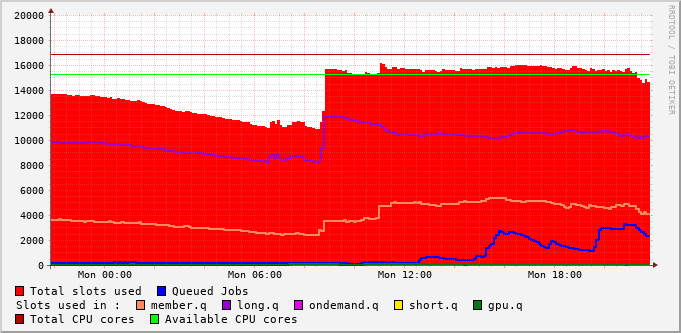 20000
18000
16000
14000
12000
10000
8000
6000
4000
2000
0
Mon 00:00 Mon 06:00 Mon 12:00 Mon 18:00
RRDTOOL / TOBI OETIKER
Total slots used Queued Jobs
Slots used in : member.q long.q ondemand.q short.q gpu.q
Total CPU cores Available CPU cores